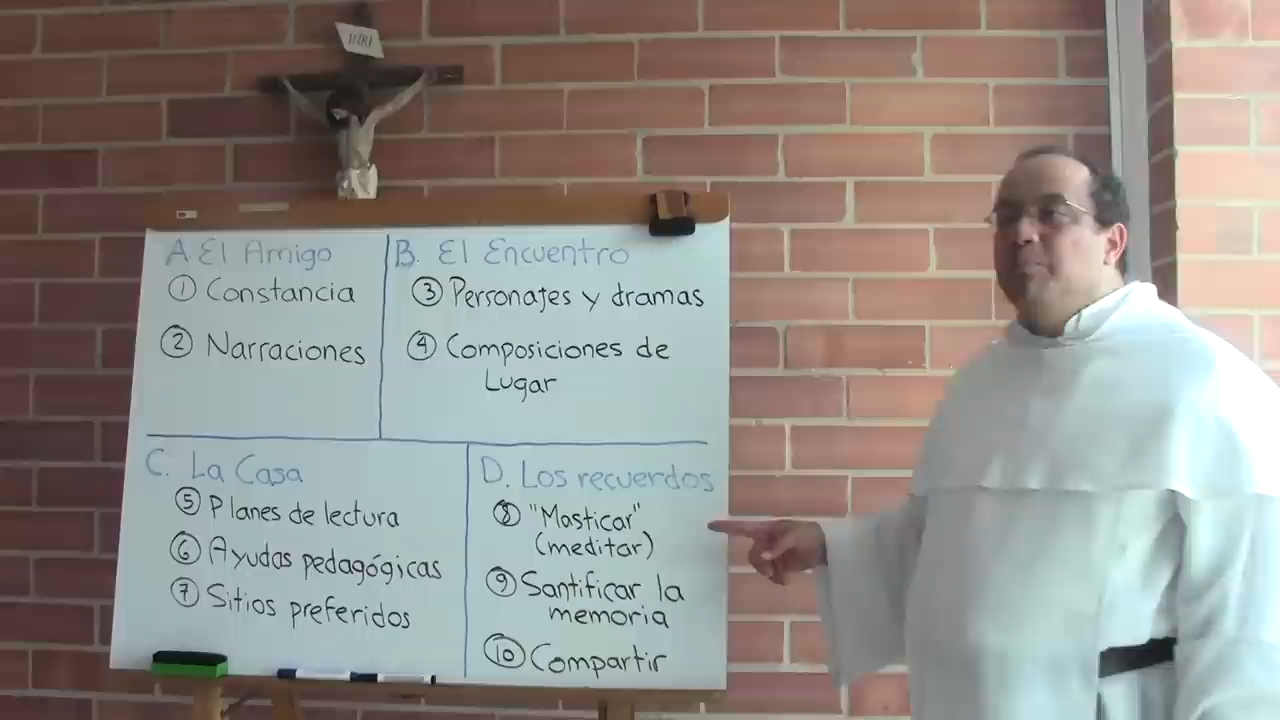 INRI
A. El Amigo
① Constancia
② Narraciones
B. El Encuentro
③ Personajes y dramas
④ Composiciones de
Lugar
C. La Casa
⑤ Planes de lectura
⑥ Ayudas pedagógicas
⑦ Sitios preferidos
D. Los recuerdos
⑧ "Masticar"
(meditar)
⑨ Santificar la
memoria
⑩ Compartir